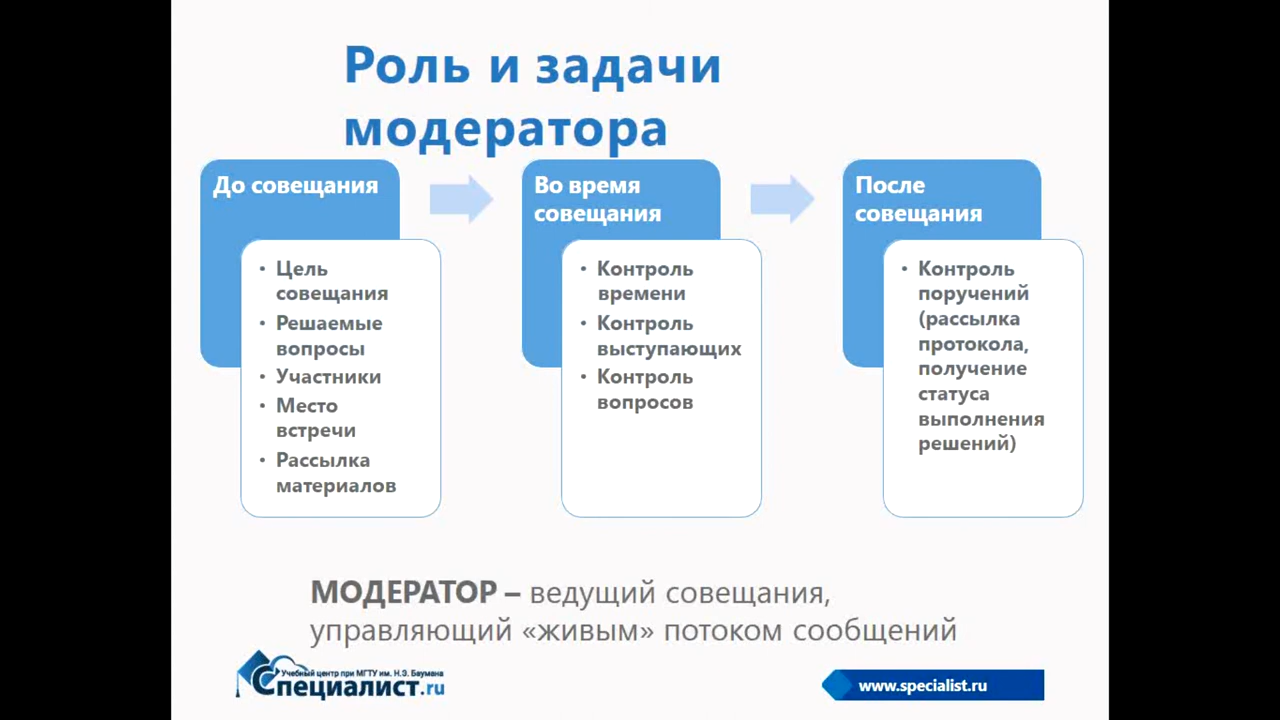 Роль и задачи
модератора
До совещания
• Цель
совещания
• Решаемые
вопросы
• Участники
• Место
встречи
• Рассылка
материалов
Во время
совещания
• Контроль
времени
• Контроль
выступающих
• Контроль
вопросов
После
совещания
• Контроль
поручений
(рассылка
протокола,
получение
статуса
выполнения
решений)
МОДЕРАТОР – ведущий совещания,
управляющий «живым» потоком сообщений
Учебный центр при МГТУ им. Н.Э. Баумана
Специалист.ru
www.specialist.ru